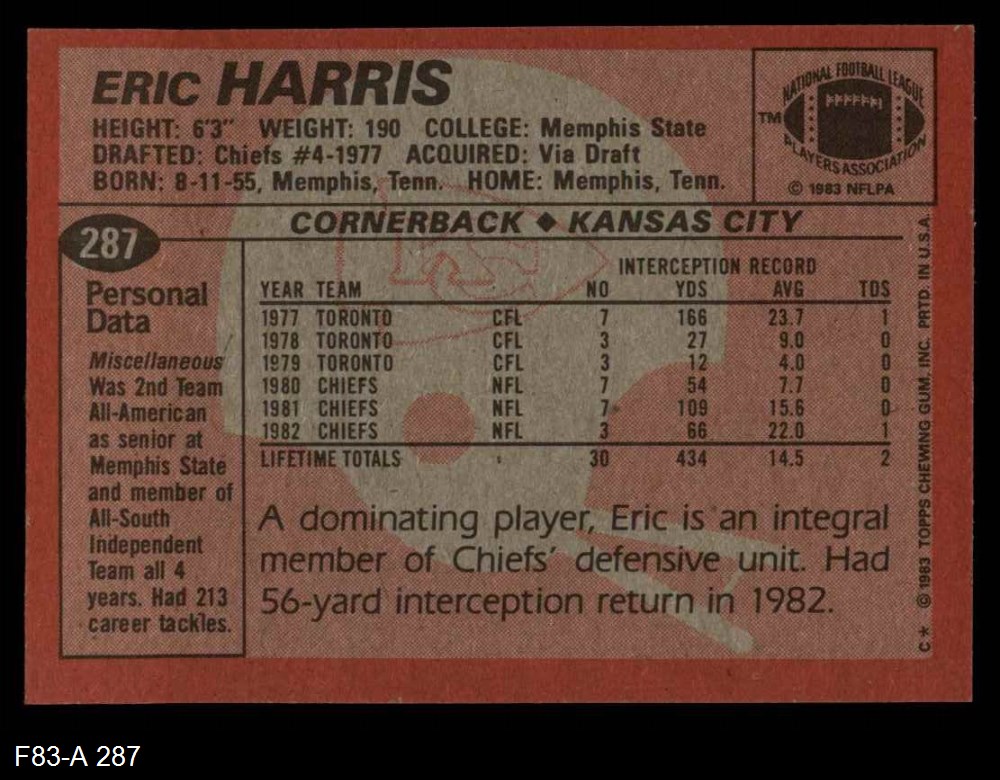 ERIC HARRIS
HEIGHT: 6'3" WEIGHT: 190 COLLEGE: Memphis State
DRAFTED: Chiefs #4-1977 ACQUIRED: Via Draft
BORN: 8-11-55, Memphis, Tenn. HOME: Memphis, Tenn.
NATIONAL FOOTBALL LEAGUE
TM
PLAYERS ASSOCIATION
© 1983 NFLPA
CORNERBACK ◆ KANSAS CITY
287
Personal
Data
Miscellaneous
Was 2nd Team
All-American
as senior at
Memphis State
and member of
All-South
Independent
Team all 4
years. Had 213
career tackles.
INTERCEPTION RECORD
YEAR TEAM NO YDS AVG TDS
1977 TORONTO CFL 7 166 23.7 1
1978 TORONTO CFL 3 27 9.0 0
1979 TORONTO CFL 3 12 4.0 0
1980 CHIEFS NFL 7 54 7.7 0
1981 CHIEFS NFL 7 109 15.6 0
1982 CHIEFS NFL 3 66 22.0 1
LIFETIME TOTALS 30 434 14.5 2
A dominating player, Eric is an integral
member of Chiefs' defensive unit. Had
56-yard interception return in 1982.
C* © 1983 TOPPS CHEWING GUM, INC. PRTD. IN U.S.A.
F83-A 287